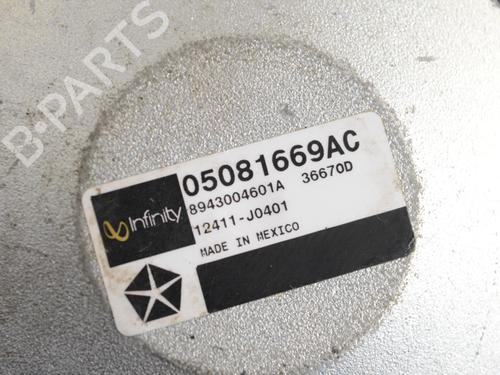 B-PARTS
Infinity
05081669AC
8943004601A 36670D
12411-J0401
MADE IN MEXICO